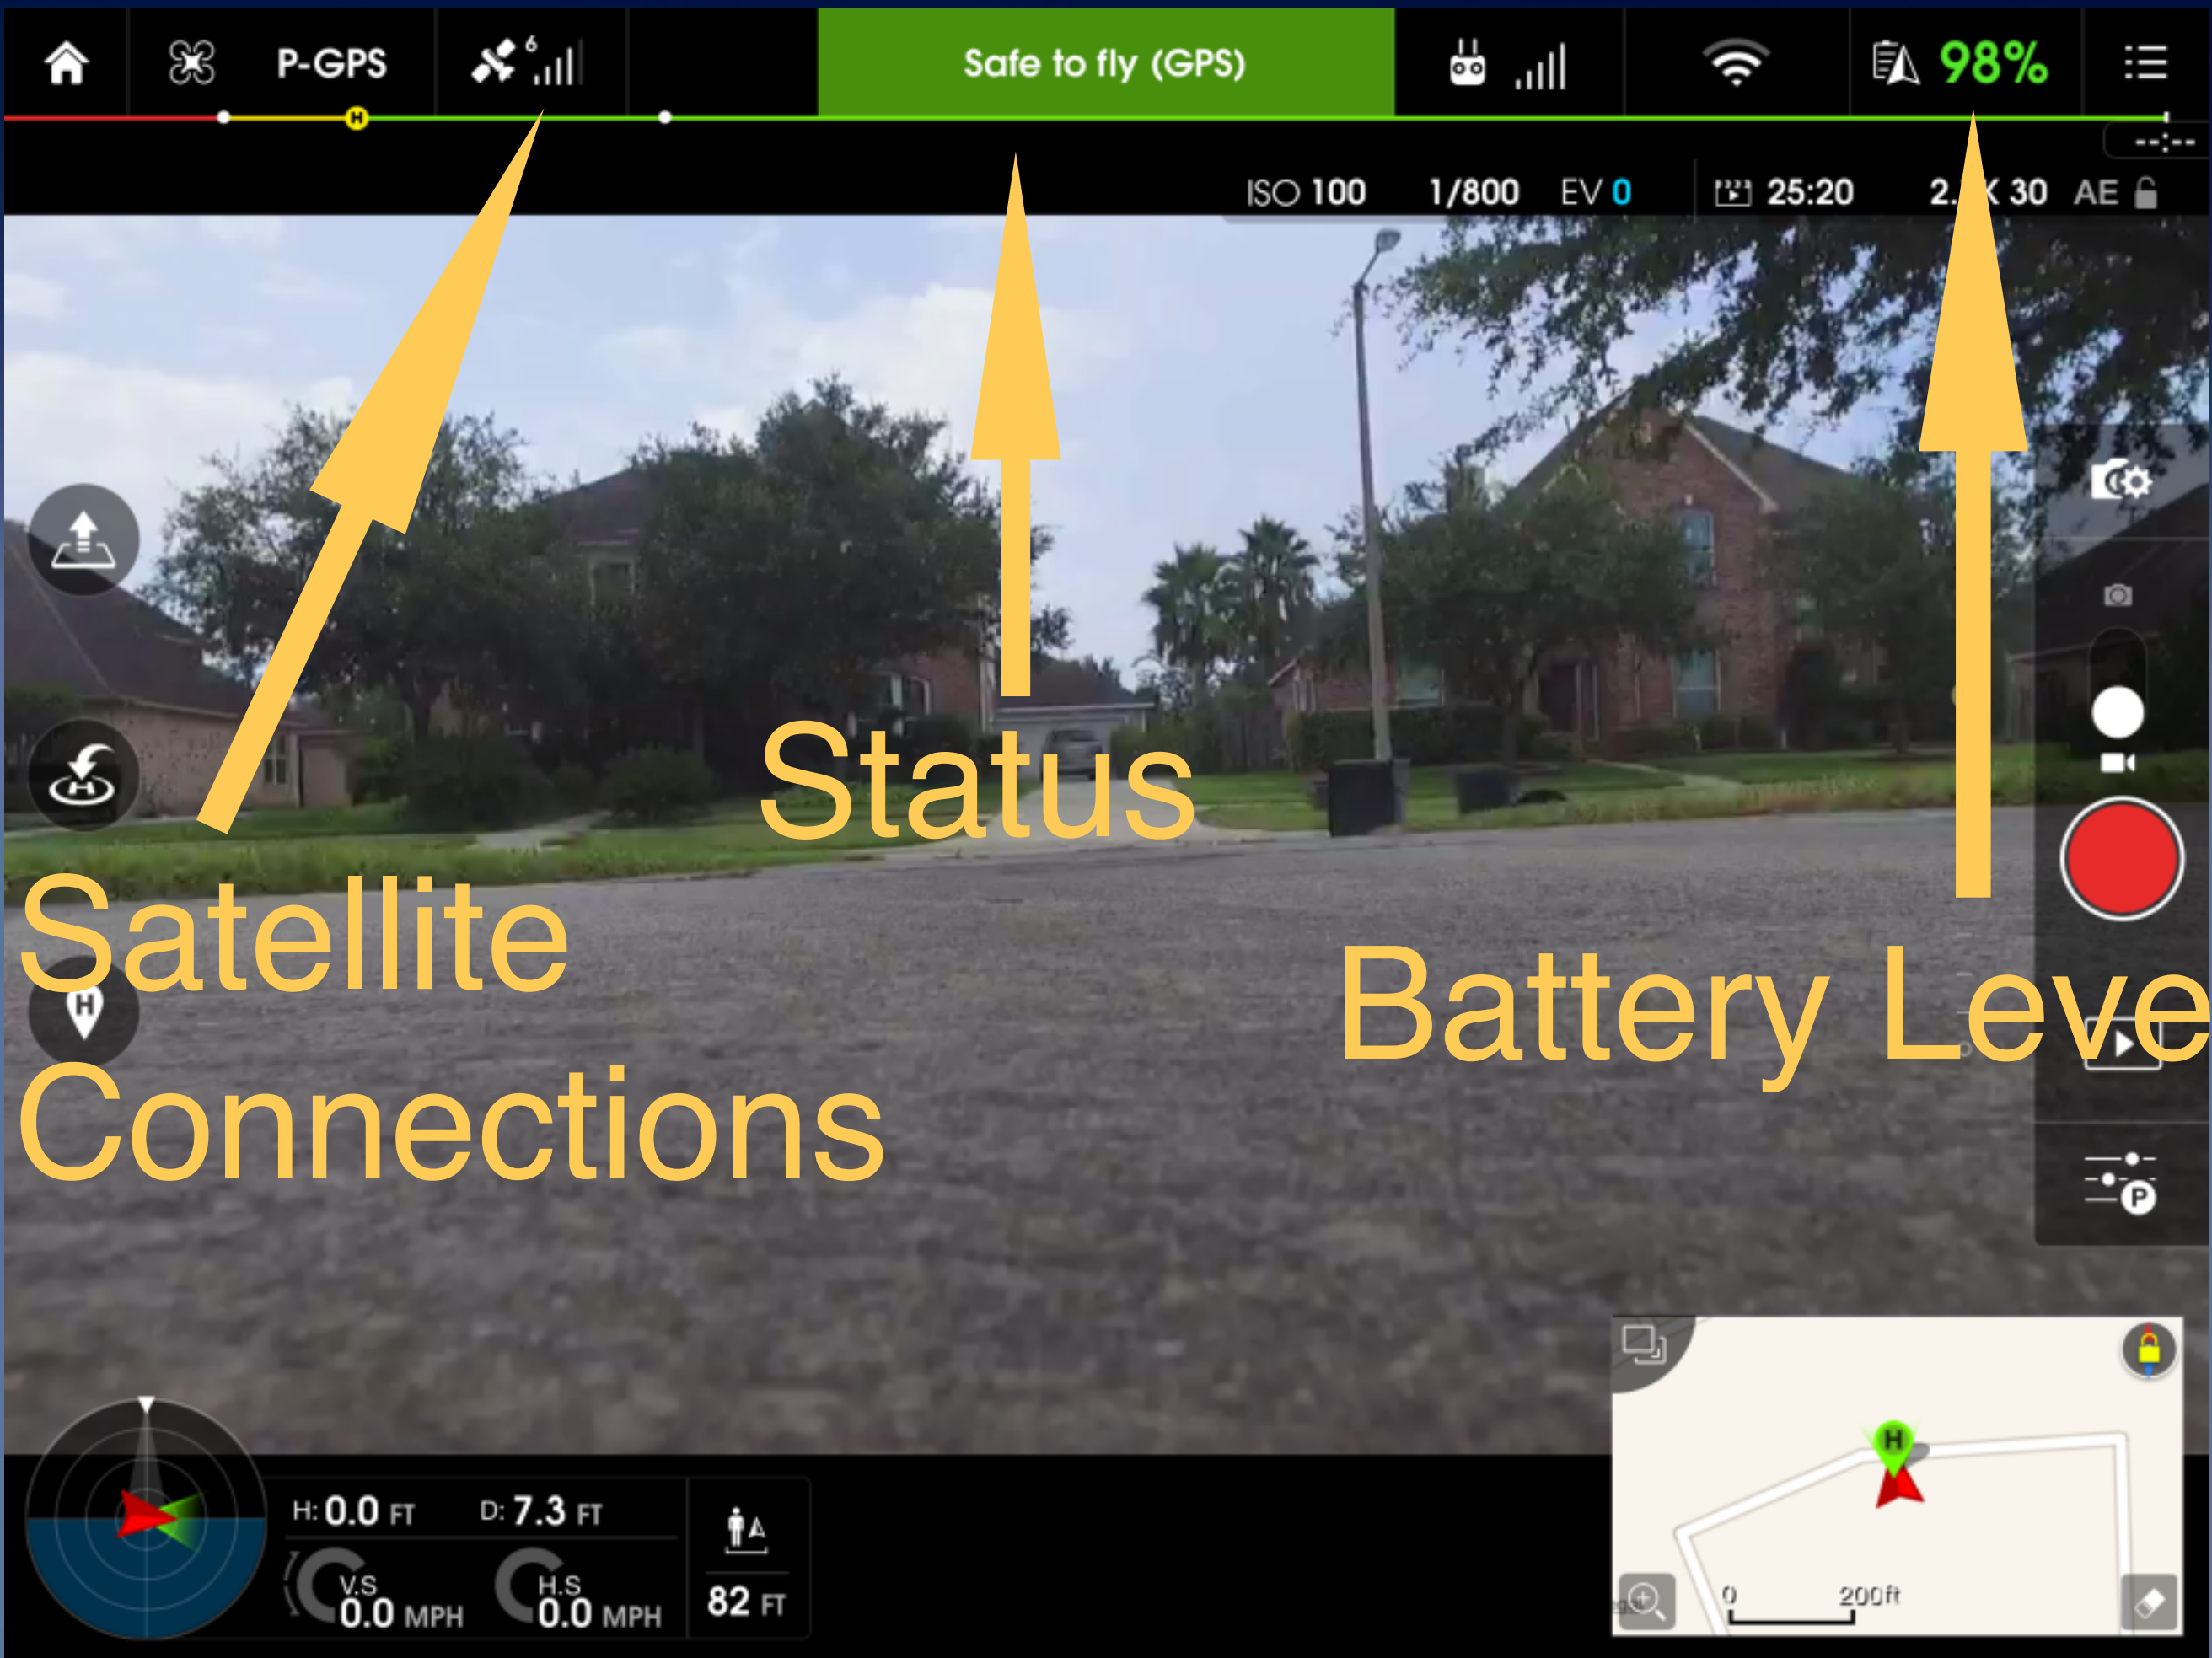 P-GPS 6 Safe to fly (GPS) 98%
--:--
ISO 100 1/800 EV 0 25:20 K 30 AE
Status
Satellite
Connections
Battery Leve
H
P
H
H: 0.0 FT D: 7.3 FT
V.S H.S
0.0 MPH 0.0 MPH
82 FT
0 200ft